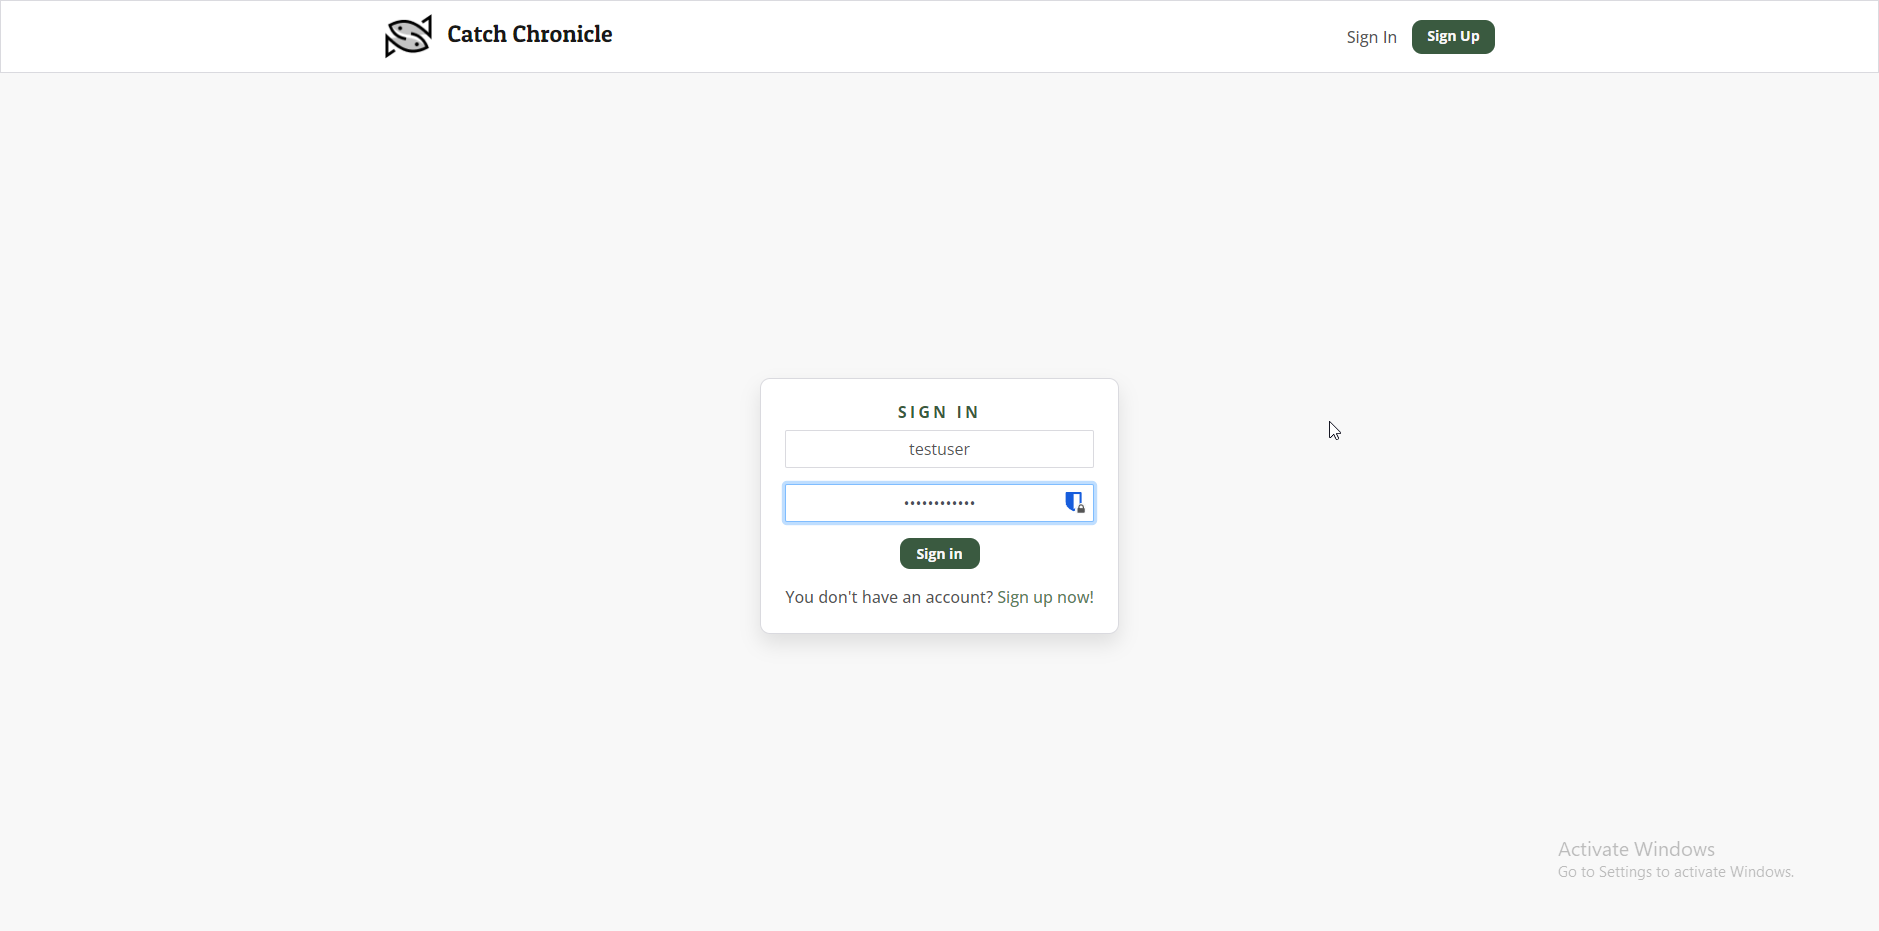 Catch Chronicle
Sign In
Sign Up
SIGN IN
testuser
••••••••••••
Sign in
You don't have an account? Sign up now!
Activate Windows
Go to Settings to activate Windows.